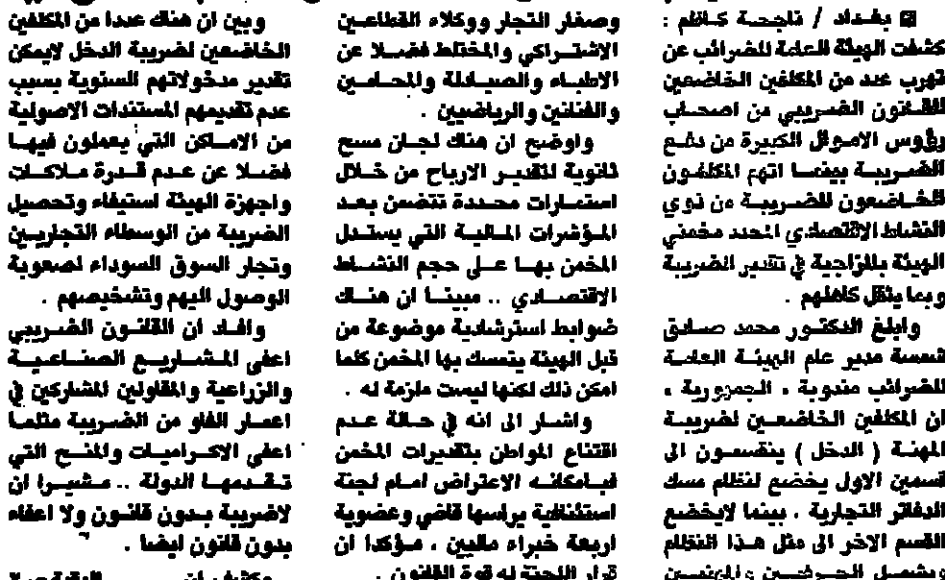 بغداد / ناجحة كاظم :
كشفت الهيئة العامة للضرائب عن
تهرب عدد من المكلفين الخاضعين
للقانون الضريبي من اصحاب
رؤوس الاموال الكبيرة من دفع
الضريبة بينما اتهم المكلفون
الخاضعون للضريبة من ذوي
النشاط الاقتصادي المحدد مخمني
الهيئة بالمزاجية في تقدير الضريبة
وبما يثقل كاهلهم .
وابلغ الدكتور محمد صادق
شمسة مدير عام الهيئة العامة
للضرائب مندوبة ، الجمهورية ،
ان المكلفين الخاضعين لضريبة
المهنة ( الدخل ) ينقسمون الى
قسمين الاول يخضع لنظام مسك
الدفاتر التجارية . بينما لايخضع
القسم الاخر الى مثل هذا النظام
ويشمل الحرفيين والمهنيين
وصغار التجار ووكلاء القطاعين
الاشتراكي والمختلط فضلا عن
الاطباء والصيادلة والمحامين
والفنانين والرياضيين .
واوضح ان هناك لجان مسح
ثانوية لتقدير الارباح من خلال
استمارات محددة تتضمن بعد
المؤشرات المالية التي يستدل
المخمن بها على حجم النشاط
الاقتصادي .. مبينا ان هناك
ضوابط استرشادية موضوعة من
قبل الهيئة يتمسك بها المخمن كلما
امكن ذلك لكنها ليست ملزمة له .
واشار الى انه في حالة عدم
اقتناع المواطن بتقديرات المخمن
فبامكانه الاعتراض امام لجنة
استئنافية يراسها قاضي وعضوية
اربعة خبراء ماليين ، مؤكدا ان
قرار اللجنة له قوة القانون .
وبين ان هناك عددا من المكلفين
الخاضعين لضريبة الدخل لايمكن
تقدير مدخولاتهم السنوية بسبب
عدم تقديمهم المستندات الاصولية
من الاماكن التي يعملون فيها
فضلا عن عدم قدرة ملاكات
واجهزة الهيئة استيفاء وتحصيل
الضريبة من الوسطاء التجاريين
وتجار السوق السوداء لصعوبة
الوصول اليهم وتشخيصهم .
وافاد ان القانون الضريبي
اعفى المشاريع الصناعية
والزراعية والمقاولين المشاركين في
اعمار الفاو من الضريبة مثلما
اعفى الاكراميات والمنح التي
تقدمها الدولة .. مشيرا ان
لاضريبة بدون قانون ولا اعفاء
بدون قانون ايضا .